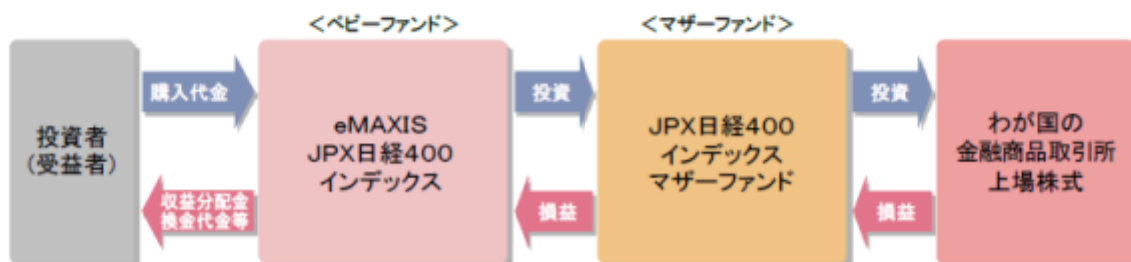 <ベビーファンド>
<マザーファンド>
購入代金
投資
投資
投資者
(受益者)
eMAXIS
JPX日経400
インデックス
JPX日経400
インデックス
マザーファンド
わが国の
金融商品取引所
上場株式
収益分配金
換金代金等
損益
損益